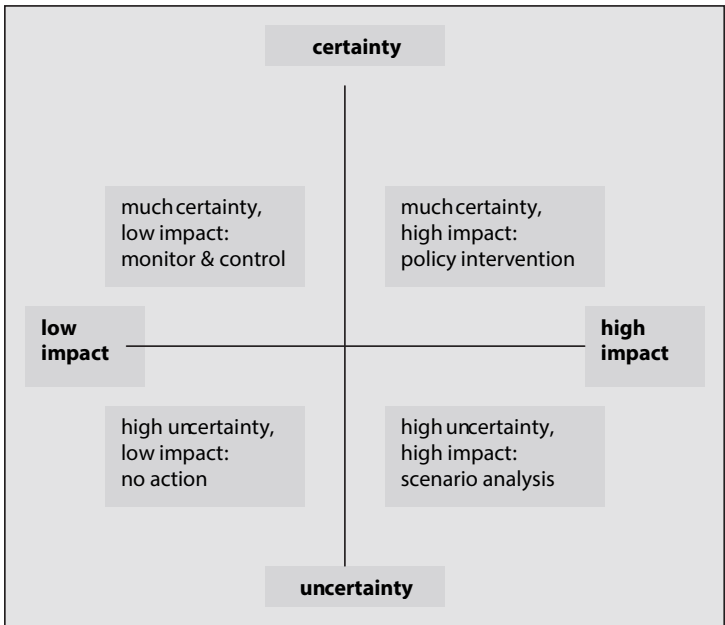 certainty
much certainty,
low impact:
monitor & control
much certainty,
high impact:
policy intervention
low
impact
high
impact
high uncertainty,
low impact:
no action
high uncertainty,
high impact:
scenario analysis
uncertainty